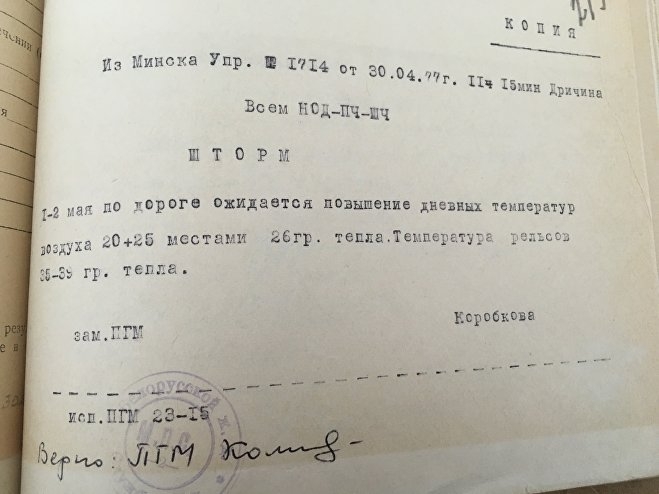 КОПИЯ
Из Минска Упр. № 1714 от 30.04.77г. 11ч 15мин Дричина
Всем НОД-ПЧ-ШЧ
ШТОРМ
1-2 мая по дороге ожидается повышение дневных температур
воздуха 20+25 местами 26гр. тепла.Температура рельсов
35-39 гр. тепла.
зам.ПГМ Коробкова
исп.ПГМ 23-15
Верно: ПГМ